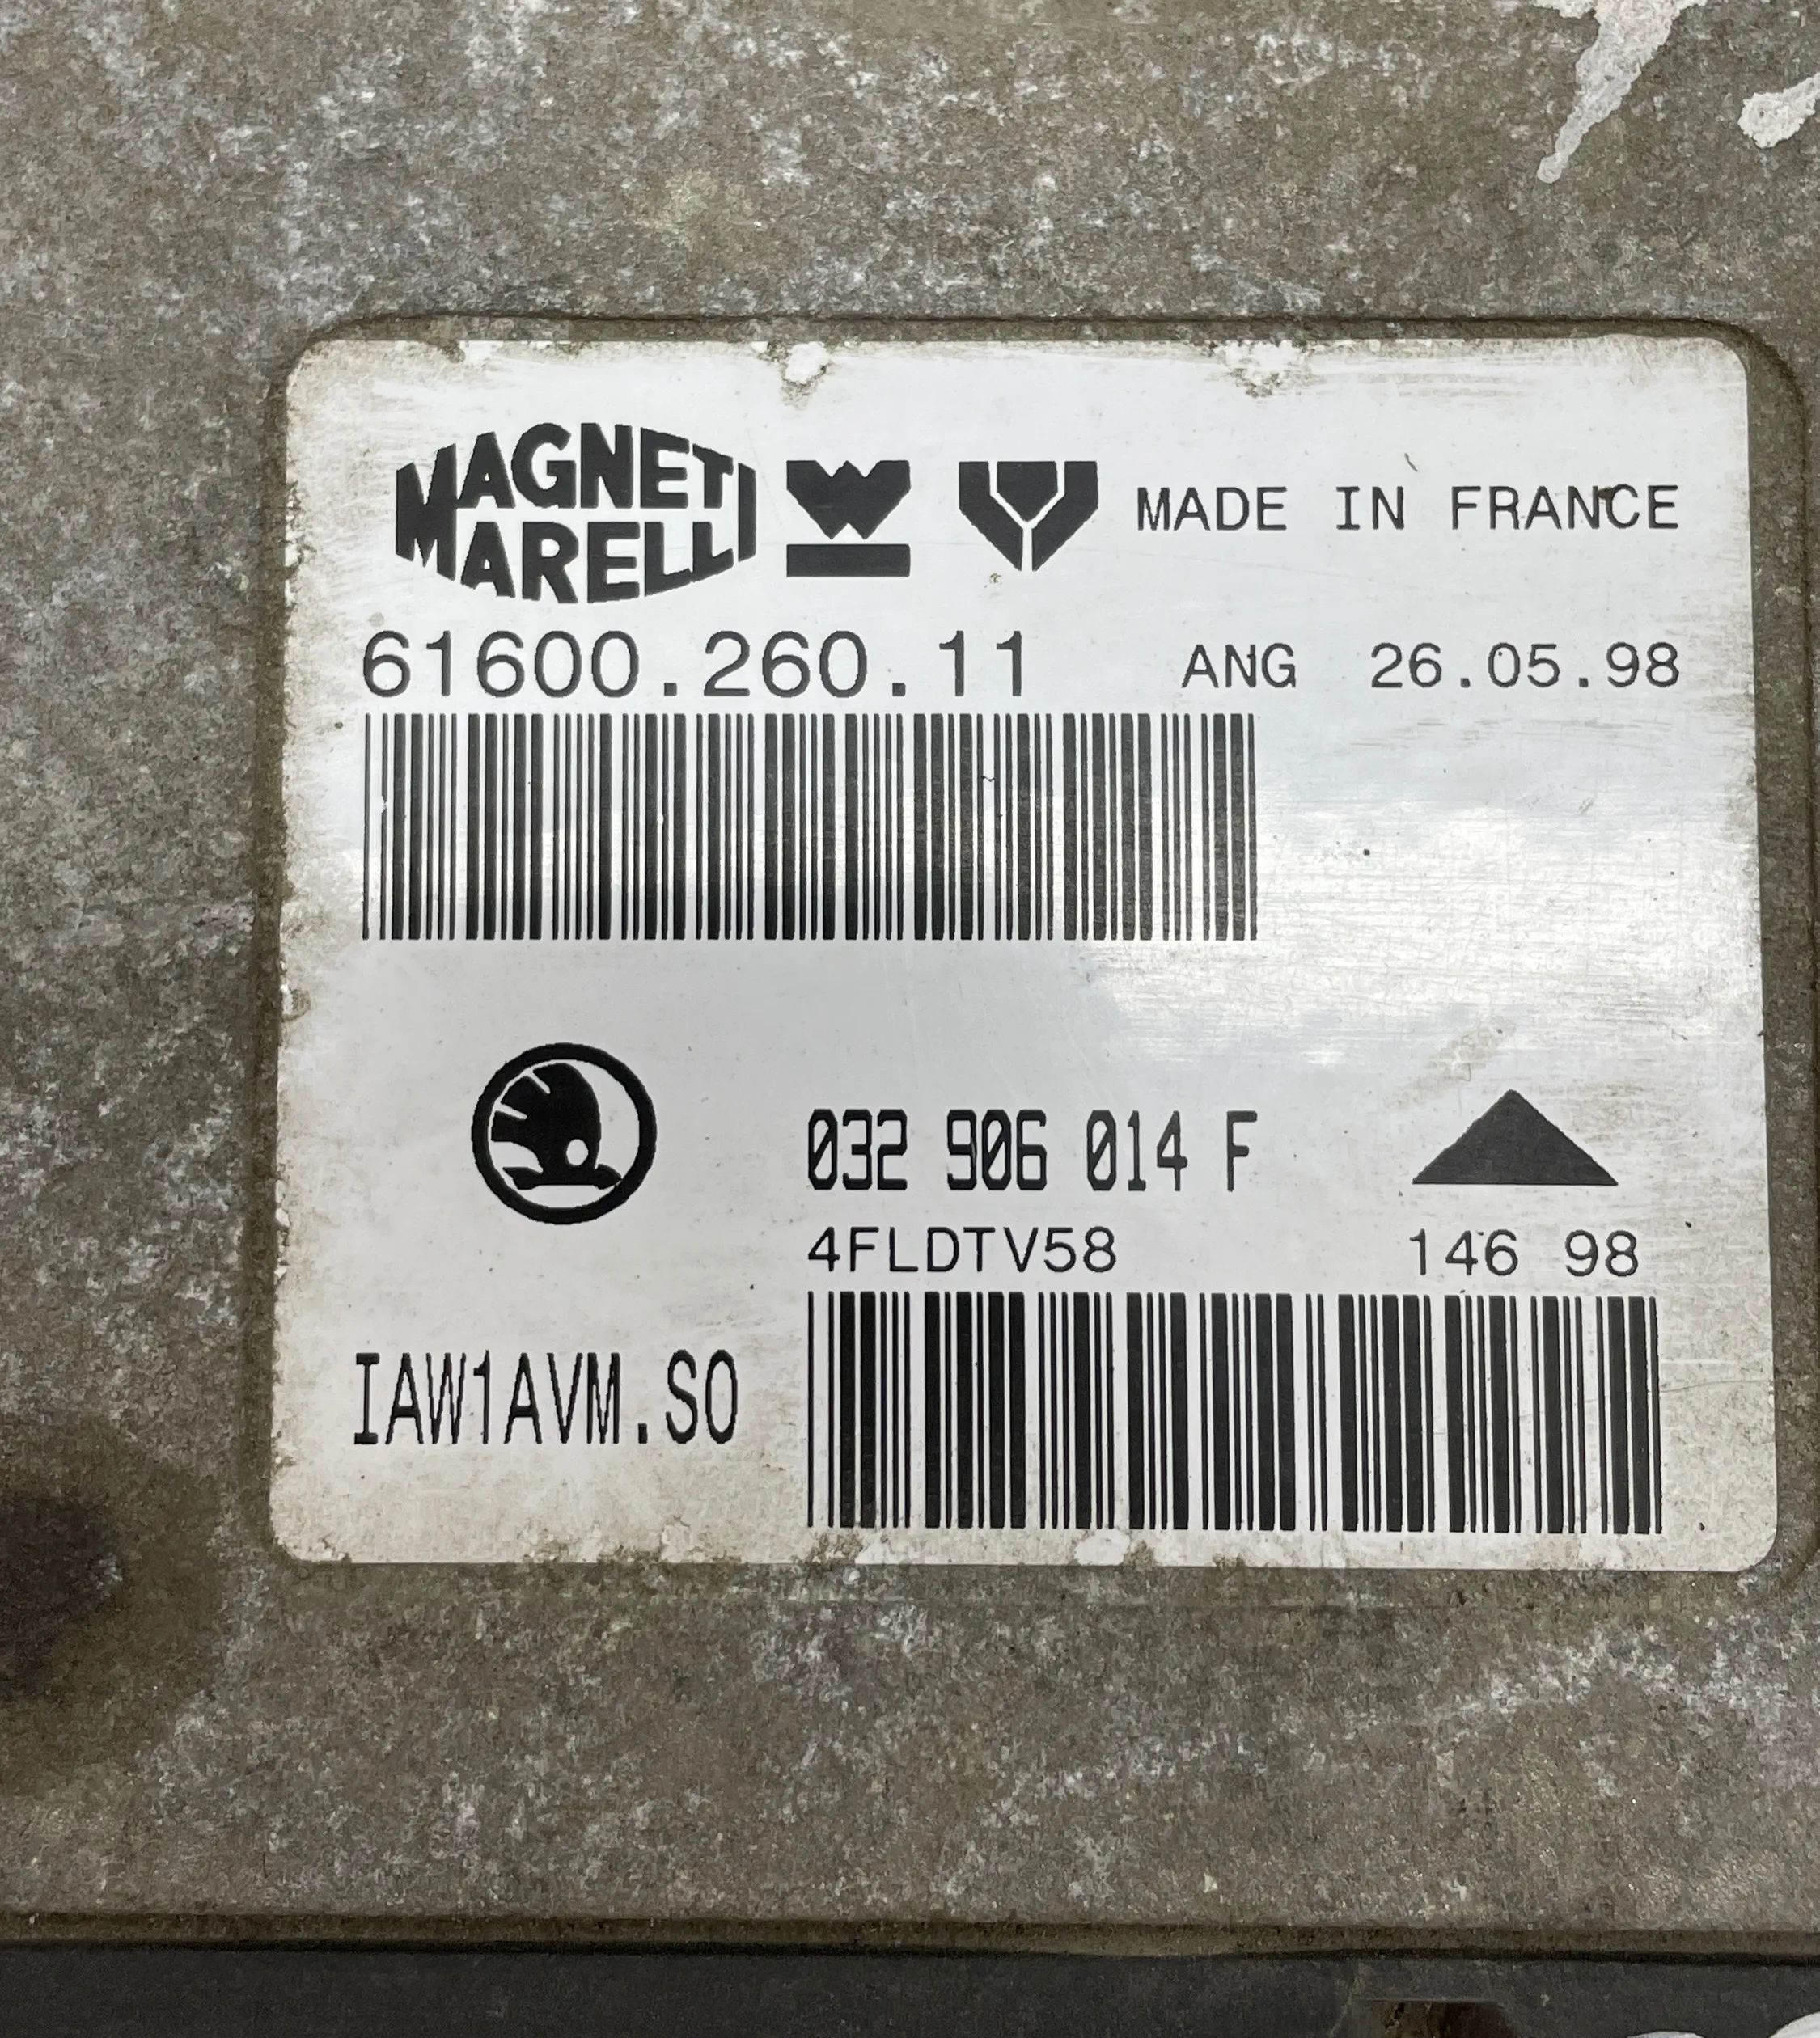 MAGNETI MARELLI MADE IN FRANCE
61600.260.11 ANG 26.05.98
032 906 014 F
4FLDTV58 146 98
IAW1AVM.SO